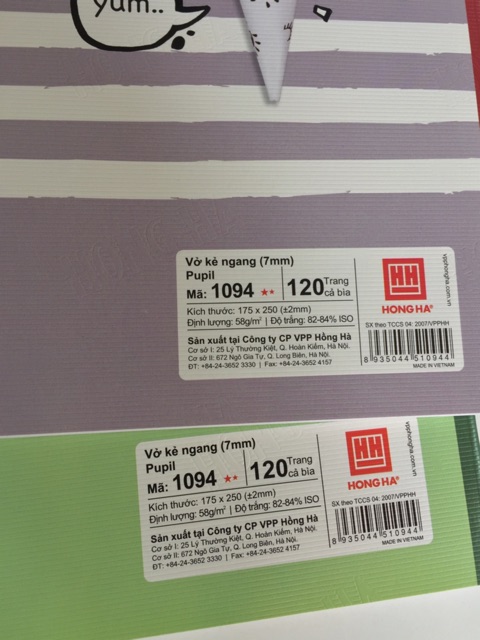 yum..
Vở kẻ ngang (7mm)
Pupil
Mã: 1094 ★★
120 Trang cả bìa
Kích thước: 175 x 250 (±2mm)
Định lượng: 58g/m² | Độ trắng: 82-84% ISO
Sản xuất tại Công ty CP VPP Hồng Hà
Cơ sở I: 25 Lý Thường Kiệt, Q. Hoàn Kiếm, Hà Nội.
Cơ sở II: 672 Ngô Gia Tự, Q. Long Biên, Hà Nội.
ĐT: +84-24-3652 3330 | Fax: +84-24-3652 4157
HH
HONG HA®
vpphongha.com.vn
SX theo TCCS 04: 2007/VPPHH
8 935044 510944
MADE IN VIETNAM
Vở kẻ ngang (7mm)
Pupil
Mã: 1094 ★★
120 Trang cả bìa
Kích thước: 175 x 250 (±2mm)
Định lượng: 58g/m² | Độ trắng: 82-84% ISO
Sản xuất tại Công ty CP VPP Hồng Hà
Cơ sở I: 25 Lý Thường Kiệt, Q. Hoàn Kiếm, Hà Nội.
Cơ sở II: 672 Ngô Gia Tự, Q. Long Biên, Hà Nội.
ĐT: +84-24-3652 3330 | Fax: +84-24-3652 4157
HH
HONG HA®
vpphongha.com.vn
SX theo TCCS 04: 2007/VPPHH
8 935044 510944
MADE IN VIETNAM